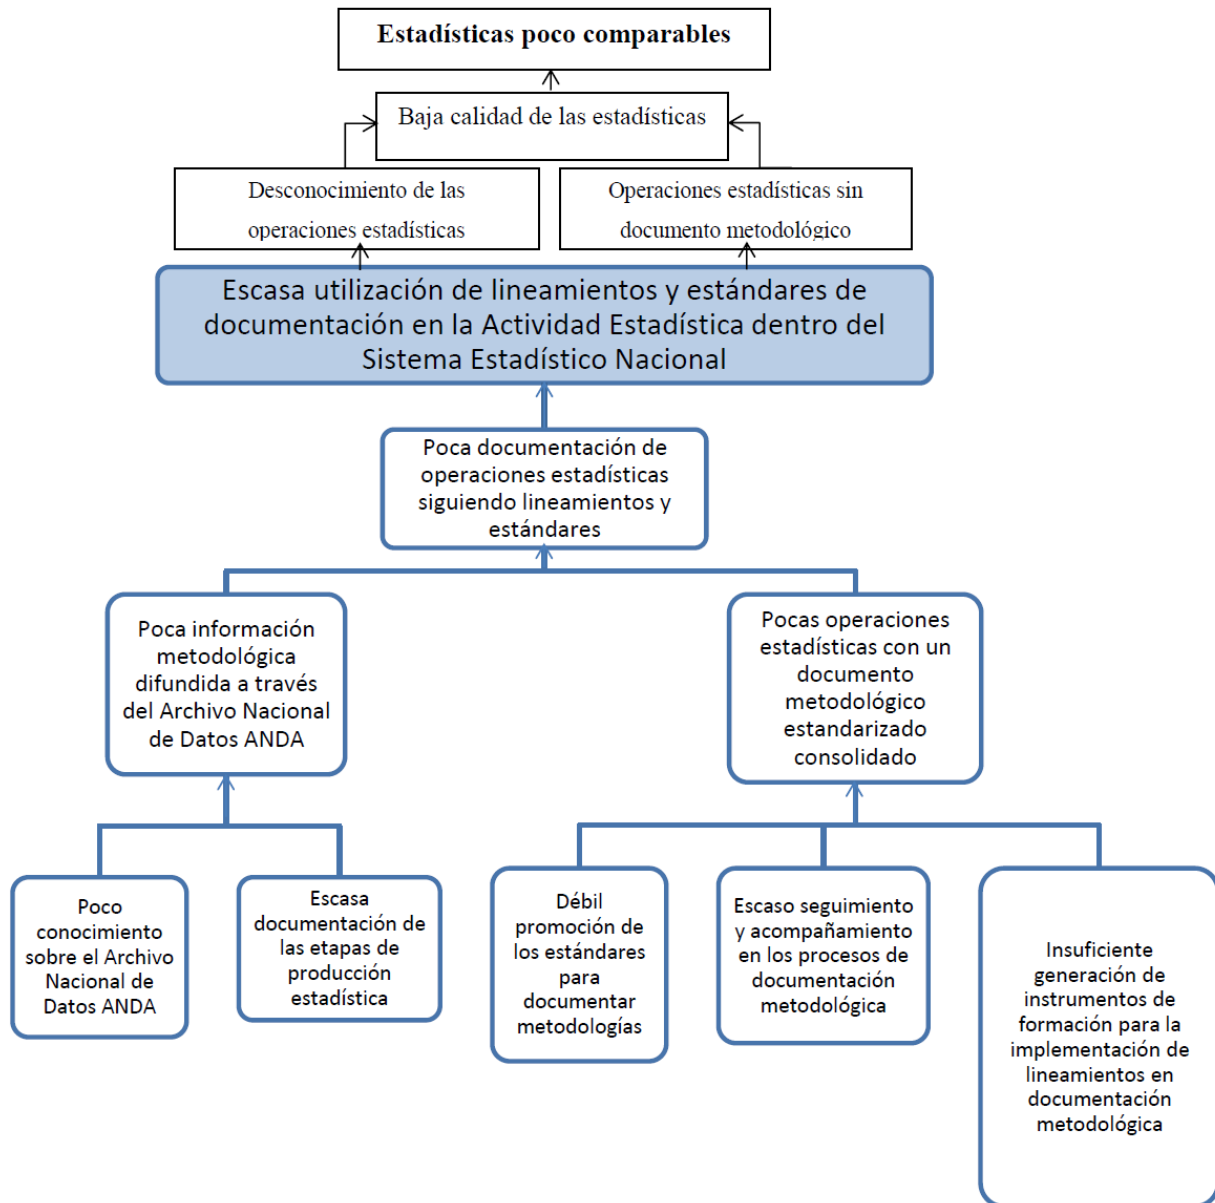 Estadísticas poco comparables
Baja calidad de las estadísticas
Desconocimiento de las
operaciones estadísticas
Operaciones estadísticas sin
documento metodológico
Escasa utilización de lineamientos y estándares de
documentación en la Actividad Estadística dentro del
Sistema Estadístico Nacional
Poca documentación de
operaciones estadísticas
siguiendo lineamientos y
estándares
Poca información
metodológica
difundida a través
del Archivo Nacional
de Datos ANDA
Pocas operaciones
estadísticas con un
documento
metodológico
estandarizado
consolidado
Poco
conocimiento
sobre el Archivo
Nacional de
Datos ANDA
Escasa
documentación de
las etapas de
producción
estadística
Débil
promoción de
los estándares
para
documentar
metodologías
Escaso seguimiento
y acompañamiento
en los procesos de
documentación
metodológica
Insuficiente
generación de
instrumentos de
formación para la
implementación de
lineamientos en
documentación
metodológica